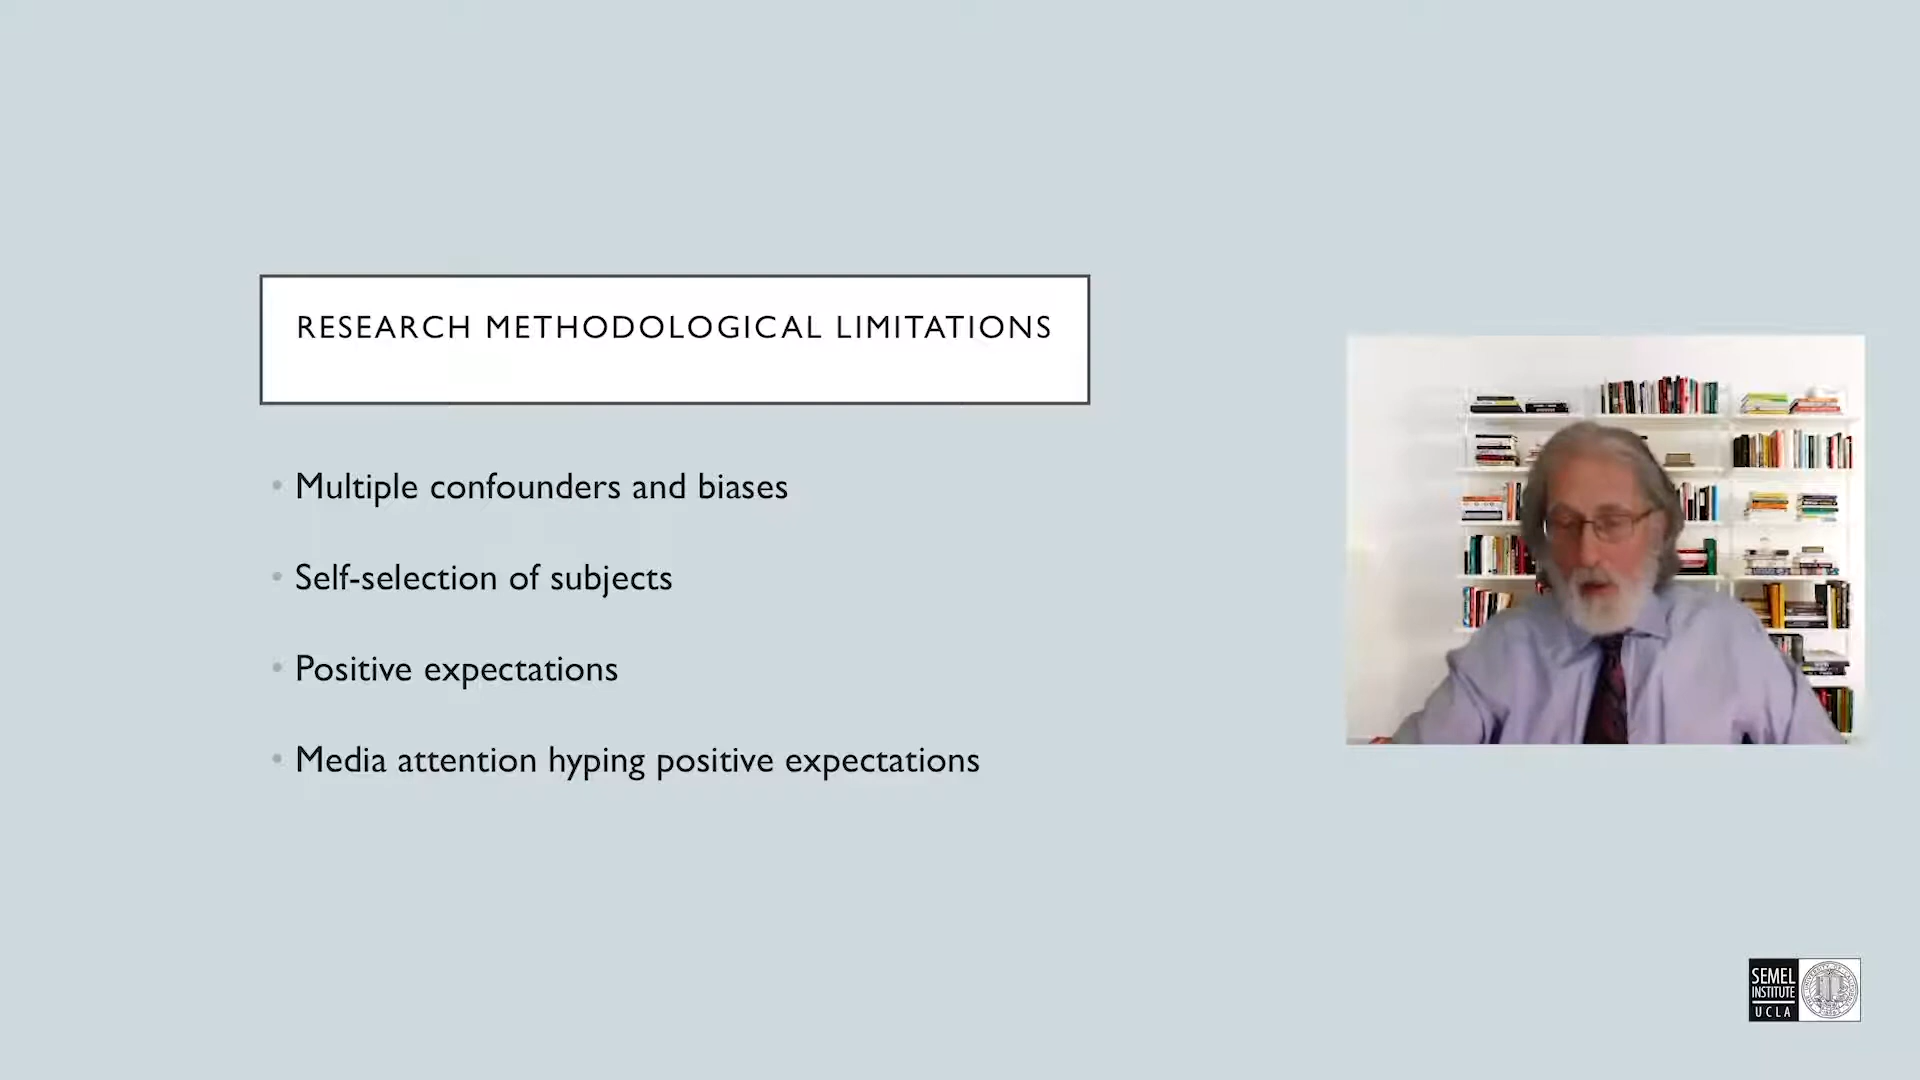 RESEARCH METHODOLOGICAL LIMITATIONS
• Multiple confounders and biases
• Self-selection of subjects
• Positive expectations
• Media attention hyping positive expectations
SEMEL
INSTITUTE
UCLA